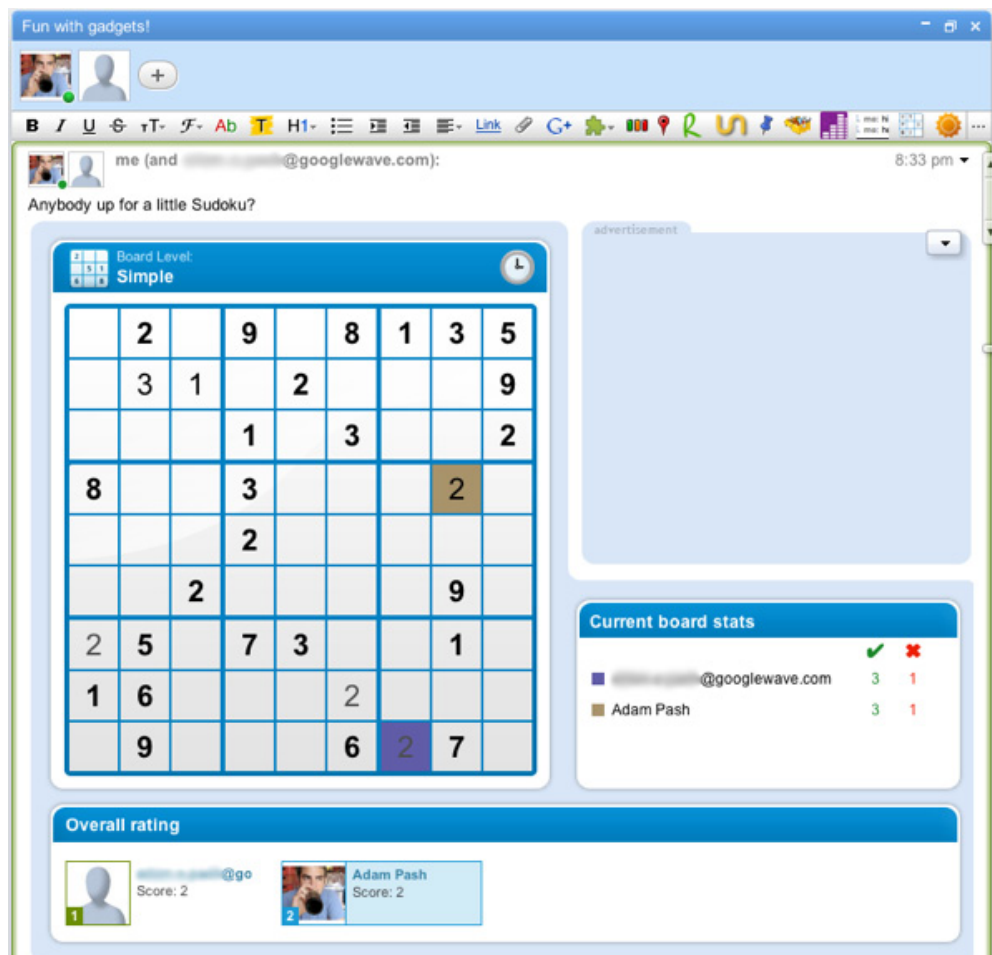 Fun with gadgets!
B I U S тT F Ab T H1 Link G+
me (and @googlewave.com): 8:33 pm
Anybody up for a little Sudoku?
advertisement
Board Level:
Simple
2 9 8 1 3 5
3 1 2 9
1 3 2
8 3 2
2
2 9
2 5 7 3 1
1 6 2
9 6 2 7
Current board stats
@googlewave.com 3 1
Adam Pash 3 1
Overall rating
@go
Score: 2
1
Adam Pash
Score: 2
2